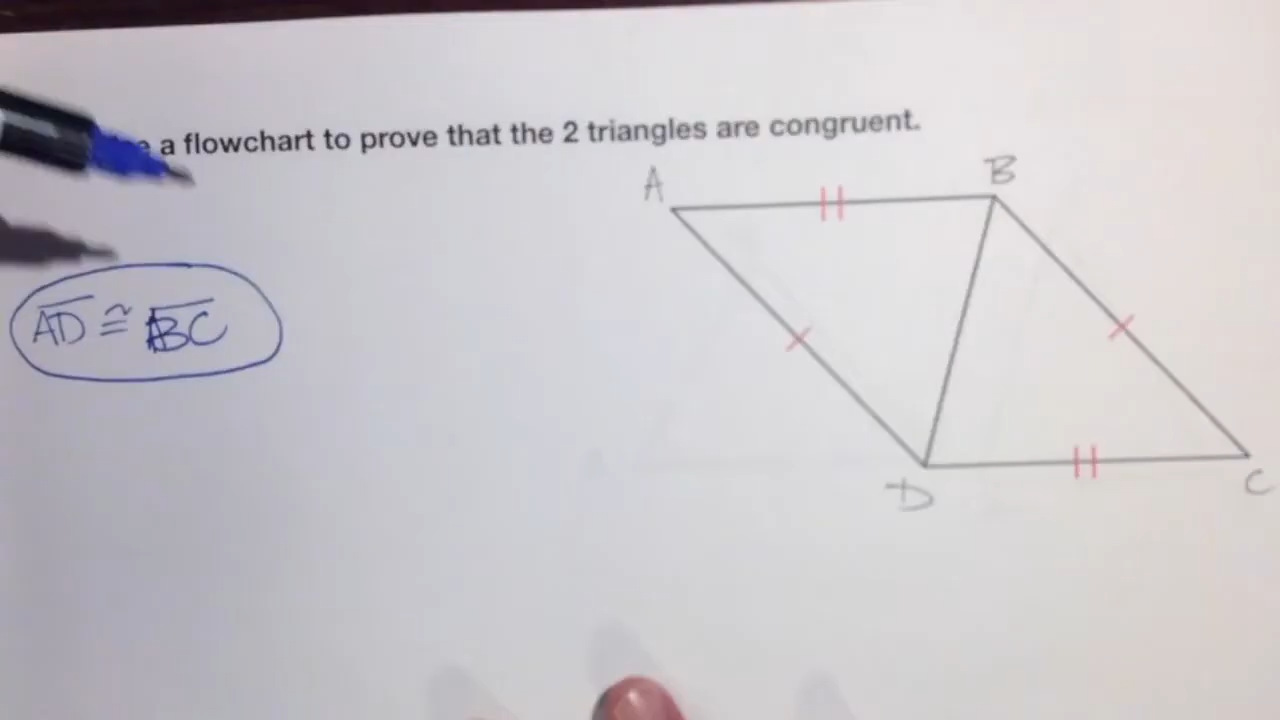 a flowchart to prove that the 2 triangles are congruent.
A
B
AD ≅ BC
D
C